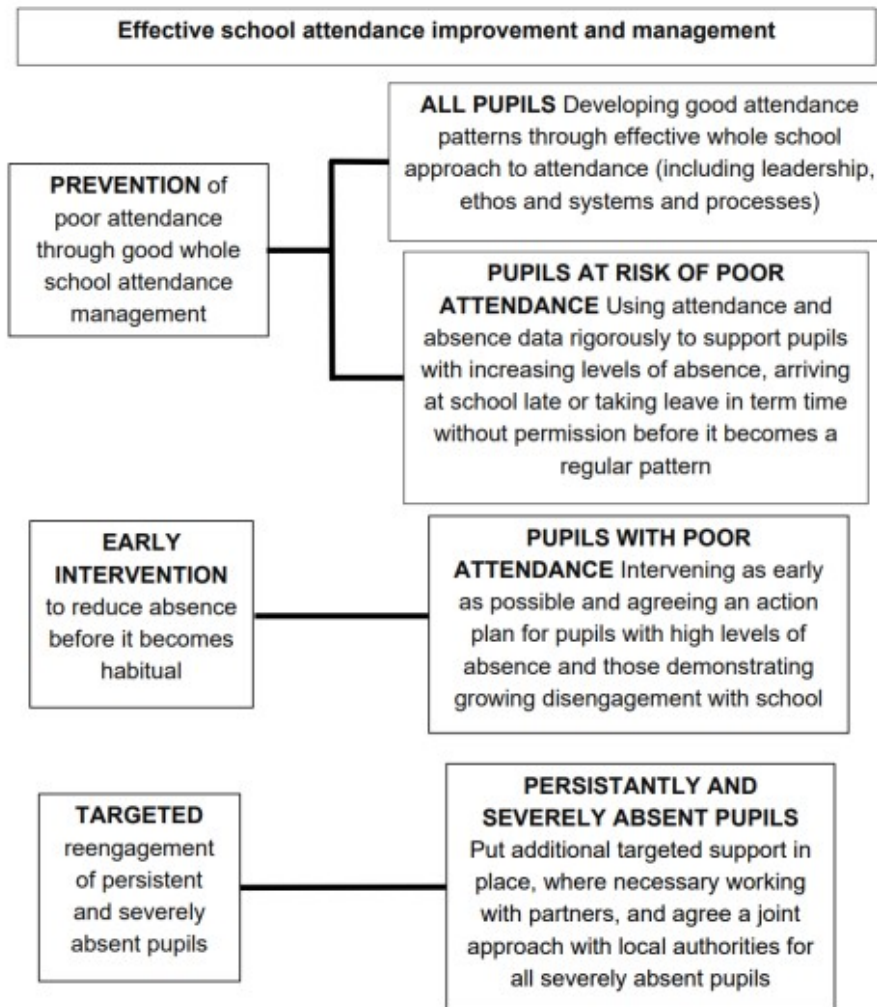 Effective school attendance improvement and management
ALL PUPILS Developing good attendance
patterns through effective whole school
approach to attendance (including leadership,
ethos and systems and processes)
PREVENTION of
poor attendance
through good whole
school attendance
management
PUPILS AT RISK OF POOR
ATTENDANCE Using attendance and
absence data rigorously to support pupils
with increasing levels of absence, arriving
at school late or taking leave in term time
without permission before it becomes a
regular pattern
EARLY
INTERVENTION
to reduce absence
before it becomes
habitual
PUPILS WITH POOR
ATTENDANCE Intervening as early
as possible and agreeing an action
plan for pupils with high levels of
absence and those demonstrating
growing disengagement with school
TARGETED
reengagement
of persistent
and severely
absent pupils
PERSISTANTLY AND
SEVERELY ABSENT PUPILS
Put additional targeted support in
place, where necessary working
with partners, and agree a joint
approach with local authorities for
all severely absent pupils